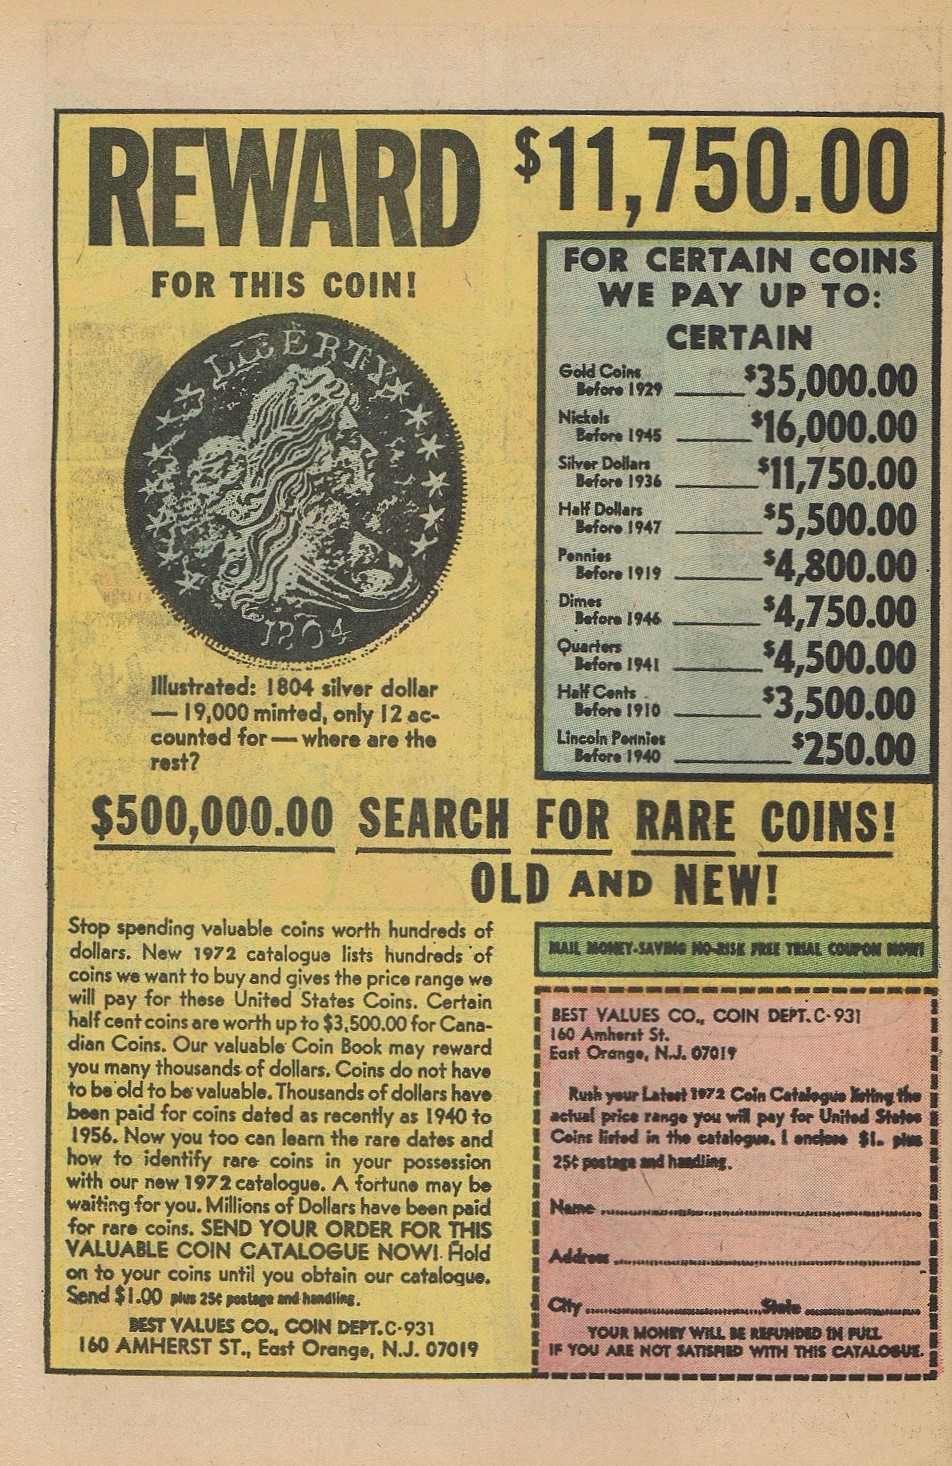 REWARD $11,750.00
FOR THIS COIN!
LIBERTY
1804
Illustrated: 1804 silver dollar
— 19,000 minted, only 12 ac-
counted for — where are the
rest?
FOR CERTAIN COINS
WE PAY UP TO:
CERTAIN
Gold Coins
Before 1929 $35,000.00
Nickels
Before 1945 $16,000.00
Silver Dollars
Before 1936 $11,750.00
Half Dollars
Before 1947 $5,500.00
Pennies
Before 1919 $4,800.00
Dimes
Before 1946 $4,750.00
Quarters
Before 1941 $4,500.00
Half Cents
Before 1910 $3,500.00
Lincoln Pennies
Before 1940 $250.00
$500,000.00 SEARCH FOR RARE COINS!
OLD AND NEW!
Stop spending valuable coins worth hundreds of
dollars. New 1972 catalogue lists hundreds of
coins we want to buy and gives the price range we
will pay for these United States Coins. Certain
half cent coins are worth up to $3,500.00 for Cana-
dian Coins. Our valuable Coin Book may reward
you many thousands of dollars. Coins do not have
to be old to be valuable. Thousands of dollars have
been paid for coins dated as recently as 1940 to
1956. Now you too can learn the rare dates and
how to identify rare coins in your possession
with our new 1972 catalogue. A fortune may be
waiting for you. Millions of Dollars have been paid
for rare coins. SEND YOUR ORDER FOR THIS
VALUABLE COIN CATALOGUE NOW! Hold
on to your coins until you obtain our catalogue.
Send $1.00 plus 25¢ postage and handling.
BEST VALUES CO., COIN DEPT. C-931
160 AMHERST ST., East Orange, N.J. 07019
MAIL MONEY-SAVING NO-RISK FREE TRIAL COUPON NOW!
BEST VALUES CO., COIN DEPT. C-931
160 Amherst St.
East Orange, N.J. 07019
Rush your Latest 1972 Coin Catalogue listing the
actual price range you will pay for United States
Coins listed in the catalogue. I enclose $1. plus
25¢ postage and handling.
Name
Address
City State
YOUR MONEY WILL BE REFUNDED IN FULL
IF YOU ARE NOT SATISFIED WITH THIS CATALOGUE.